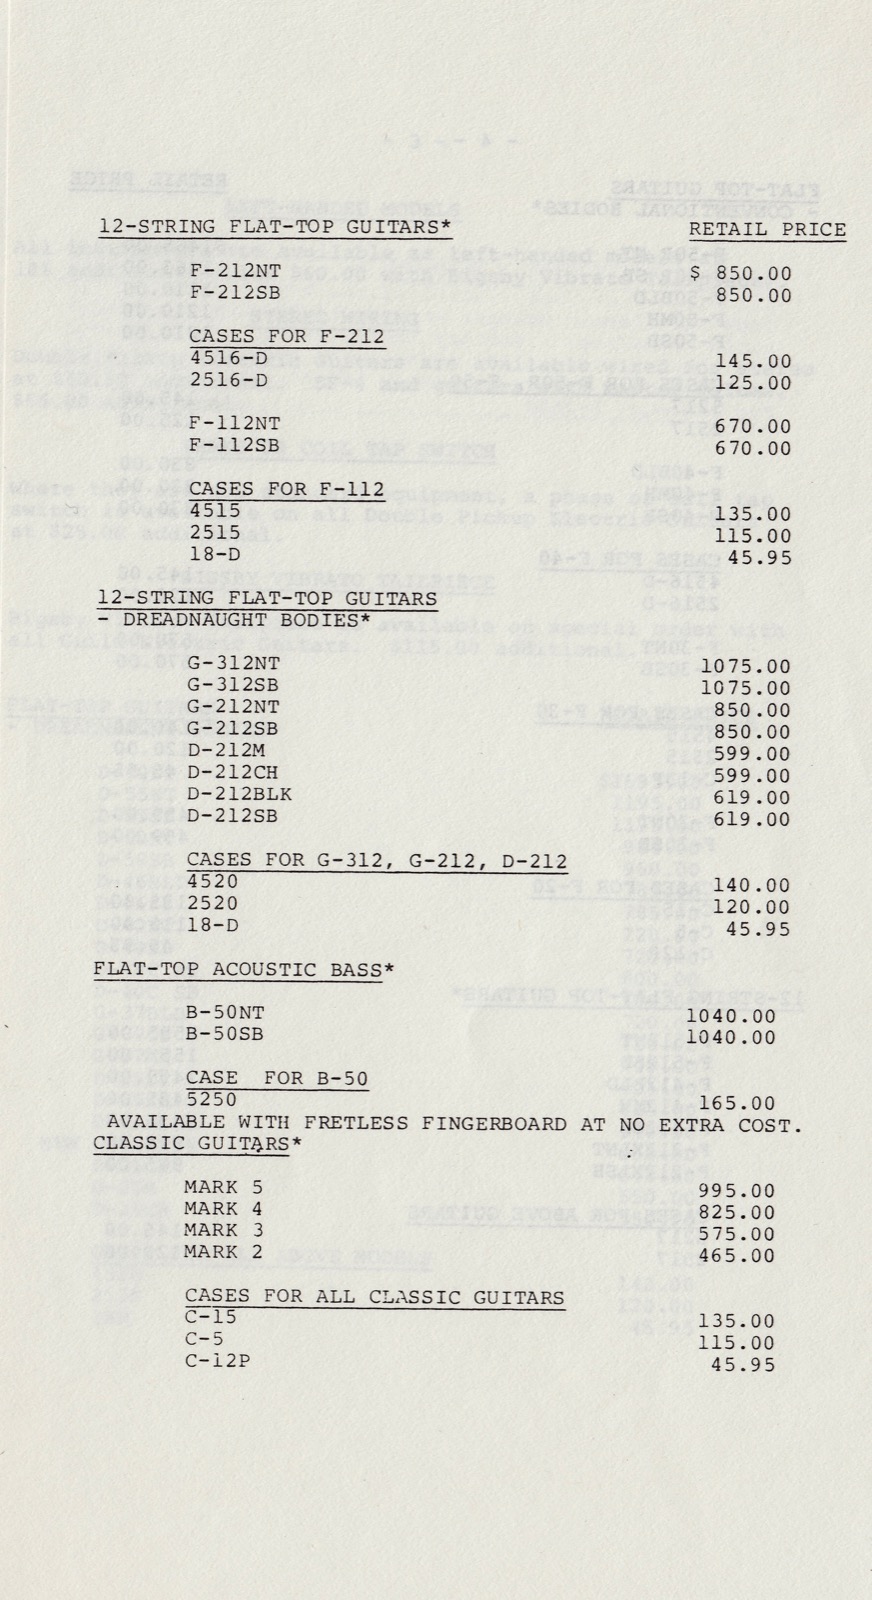 12-STRING FLAT-TOP GUITARS* RETAIL PRICE
F-212NT $ 850.00
F-212SB 850.00
CASES FOR F-212
4516-D 145.00
2516-D 125.00
F-112NT 670.00
F-112SB 670.00
CASES FOR F-112
4515 135.00
2515 115.00
18-D 45.95
12-STRING FLAT-TOP GUITARS
- DREADNAUGHT BODIES*
G-312NT 1075.00
G-312SB 1075.00
G-212NT 850.00
G-212SB 850.00
D-212M 599.00
D-212CH 599.00
D-212BLK 619.00
D-212SB 619.00
CASES FOR G-312, G-212, D-212
4520 140.00
2520 120.00
18-D 45.95
FLAT-TOP ACOUSTIC BASS*
B-50NT 1040.00
B-50SB 1040.00
CASE FOR B-50
5250 165.00
AVAILABLE WITH FRETLESS FINGERBOARD AT NO EXTRA COST.
CLASSIC GUITARS*
MARK 5 995.00
MARK 4 825.00
MARK 3 575.00
MARK 2 465.00
CASES FOR ALL CLASSIC GUITARS
C-15 135.00
C-5 115.00
C-12P 45.95